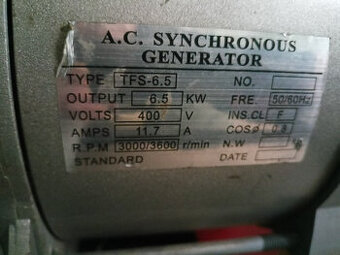 A.C. SYNCHRONOUS
GENERATOR
TYPE TFS-6.5 NO.
OUTPUT 6.5 KW FRE. 50/60Hz
VOLTS 400 V INS.CL F
AMPS 11.7 A COSø 0.8
R.P.M 3000/3600 r/min N.W
STANDARD DATE